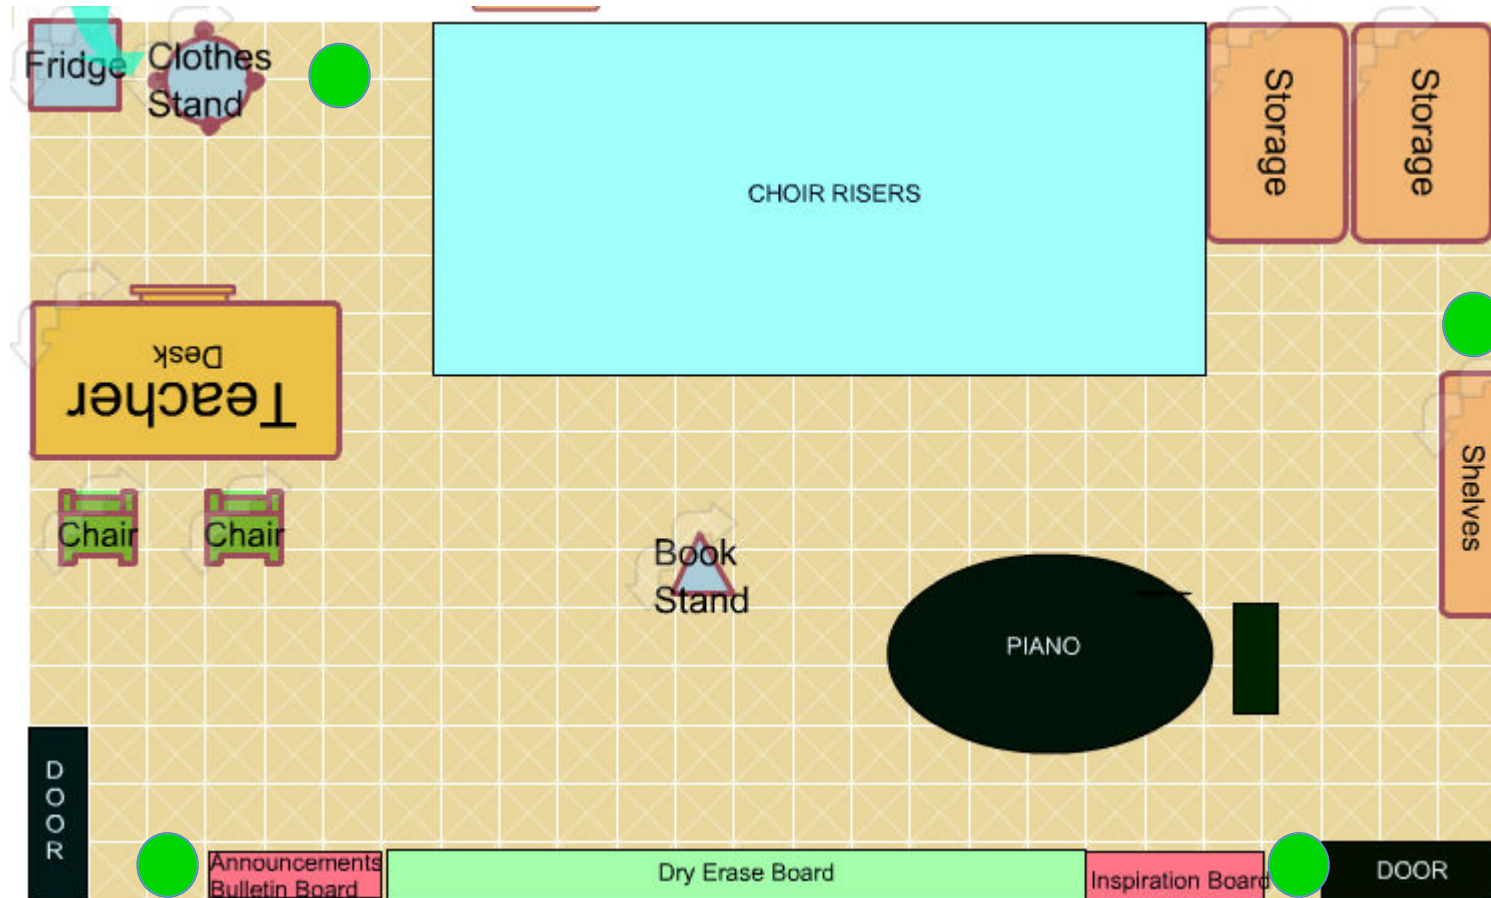 Fridge
Clothes
Stand
CHOIR RISERS
Storage
Storage
Teacher
Desk
Shelves
Chair
Chair
Book
Stand
PIANO
DOOR
Announcements
Bulletin Board
Dry Erase Board
Inspiration Board
DOOR